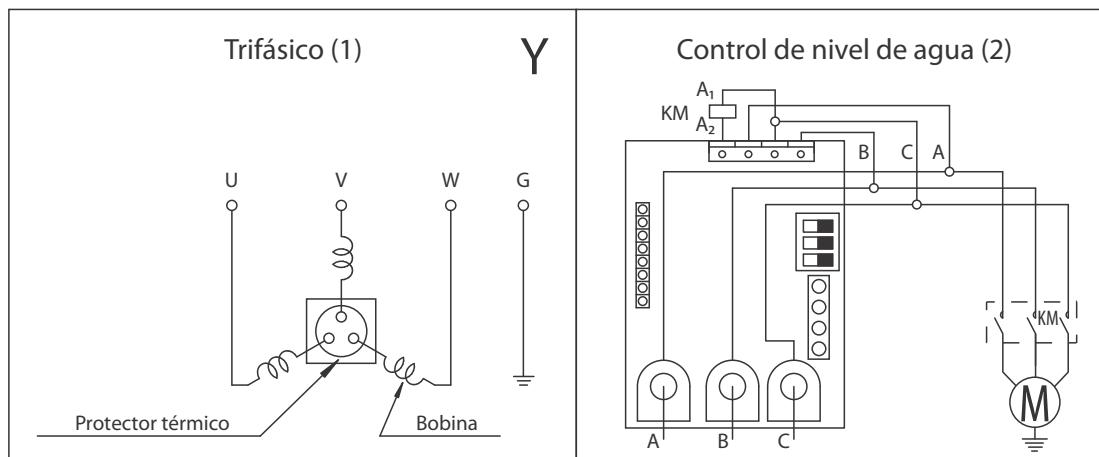 Trifásico (1)
Y
U V W G
Protector térmico
Bobina
Control de nivel de agua (2)
A₁
KM
A₂
B C A
KM
M
A B C